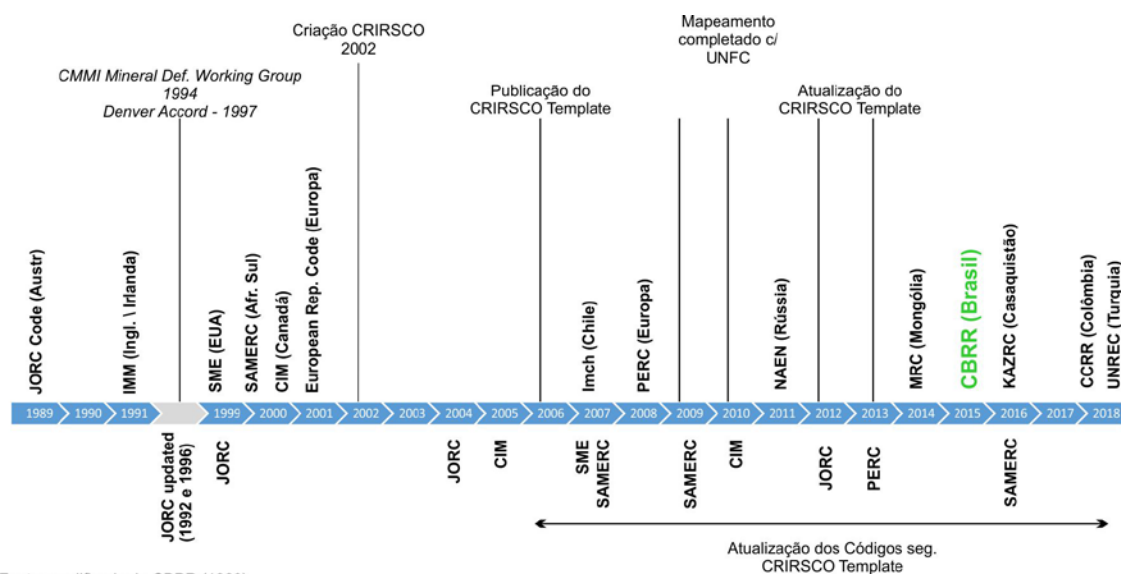 Criação CRIRSCO
2002
Mapeamento
completado c/
UNFC
CMMI Mineral Def. Working Group
1994
Denver Accord - 1997
Publicação do
CRIRSCO Template
Atualização do
CRIRSCO Template
JORC Code (Austr)
IMM (Ingl. \ Irlanda)
SME (EUA)
SAMERC (Afr. Sul)
CIM (Canadá)
European Rep. Code (Europa)
Imch (Chile)
PERC (Europa)
NAEN (Rússia)
MRC (Mongólia)
CBRR (Brasil)
KAZRC (Casaquistão)
CCRR (Colômbia)
UNREC (Turquia)
1989 1990 1991 1999 2000 2001 2002 2003 2004 2005 2006 2007 2008 2009 2010 2011 2012 2013 2014 2015 2016 2017 2018
JORC updated
(1992 e 1996)
JORC
JORC
CIM
SME
SAMERC
SAMERC
CIM
JORC
PERC
SAMERC
Atualização dos Códigos seg.
CRIRSCO Template